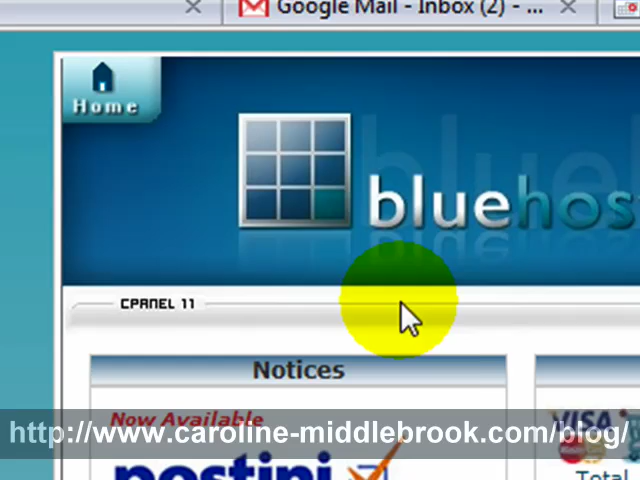 Google Mail - Inbox (2) - ...
Home
bluehos
CPANEL 11
Notices
Now Available
VISA
http://www.caroline-middlebrook.com/blog/
postini
Total